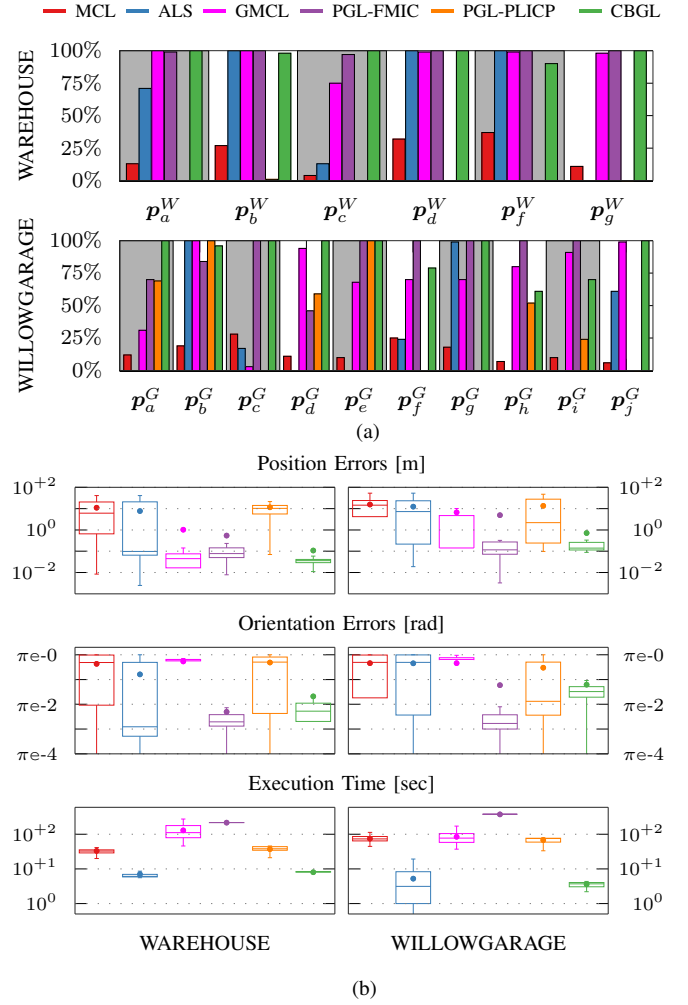 MCL ALS GMCL PGL-FMIC PGL-PLICP CBGL
WAREHOUSE
100%
75%
50%
25%
0%
p_a^W p_b^W p_c^W p_d^W p_f^W p_g^W
WILLOWGARAGE
100%
75%
50%
25%
0%
p_a^G p_b^G p_c^G p_d^G p_e^G p_f^G p_g^G p_h^G p_i^G p_j^G
(a)
Position Errors [m]
10^{+2} 10^{+2}
10^0 10^0
10^{-2} 10^{-2}
Orientation Errors [rad]
πe-0 πe-0
πe-2 πe-2
πe-4 πe-4
Execution Time [sec]
10^{+2} 10^{+2}
10^{+1} 10^{+1}
10^0 10^0
WAREHOUSE WILLOWGARAGE
(b)